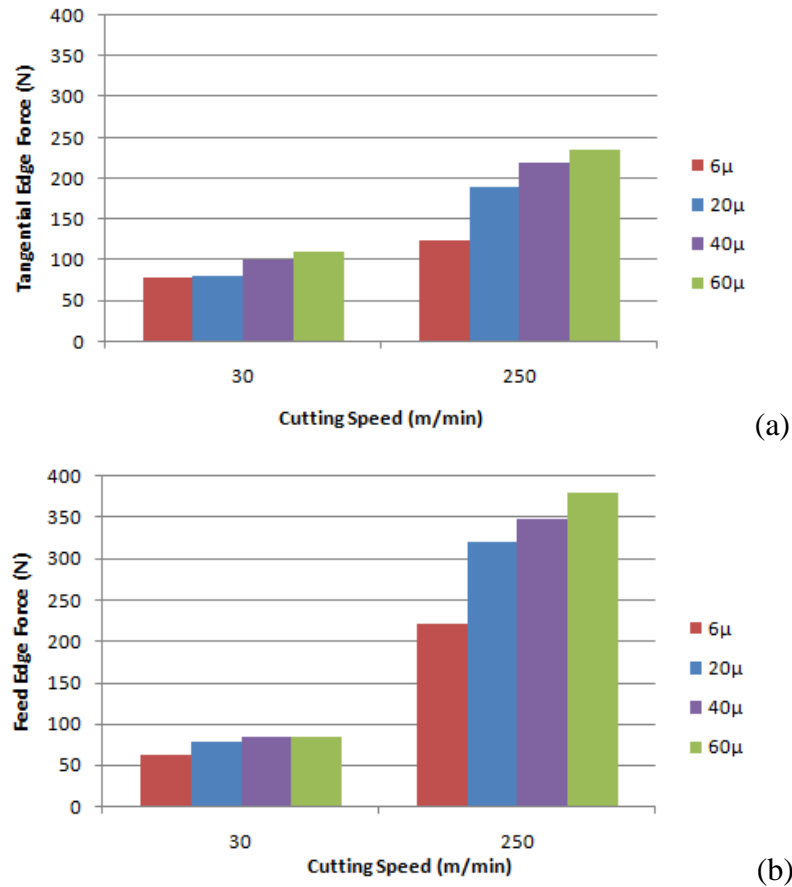 400
350
300
250
200
150
100
50
0
Tangential Edge Force (N)
30
250
Cutting Speed (m/min)
6µ
20µ
40µ
60µ
(a)
400
350
300
250
200
150
100
50
0
Feed Edge Force (N)
30
250
Cutting Speed (m/min)
6µ
20µ
40µ
60µ
(b)